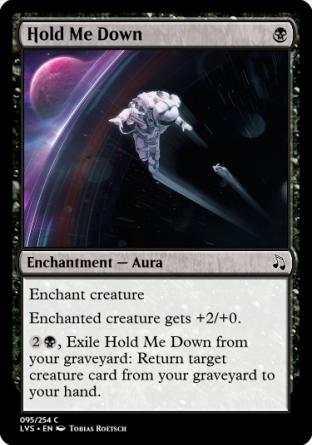 Hold Me Down
Enchantment — Aura
Enchant creature
Enchanted creature gets +2/+0.
2, Exile Hold Me Down from
your graveyard: Return target
creature card from your graveyard to
your hand.
095/254 C
LVS • EN Tobias Roetsch